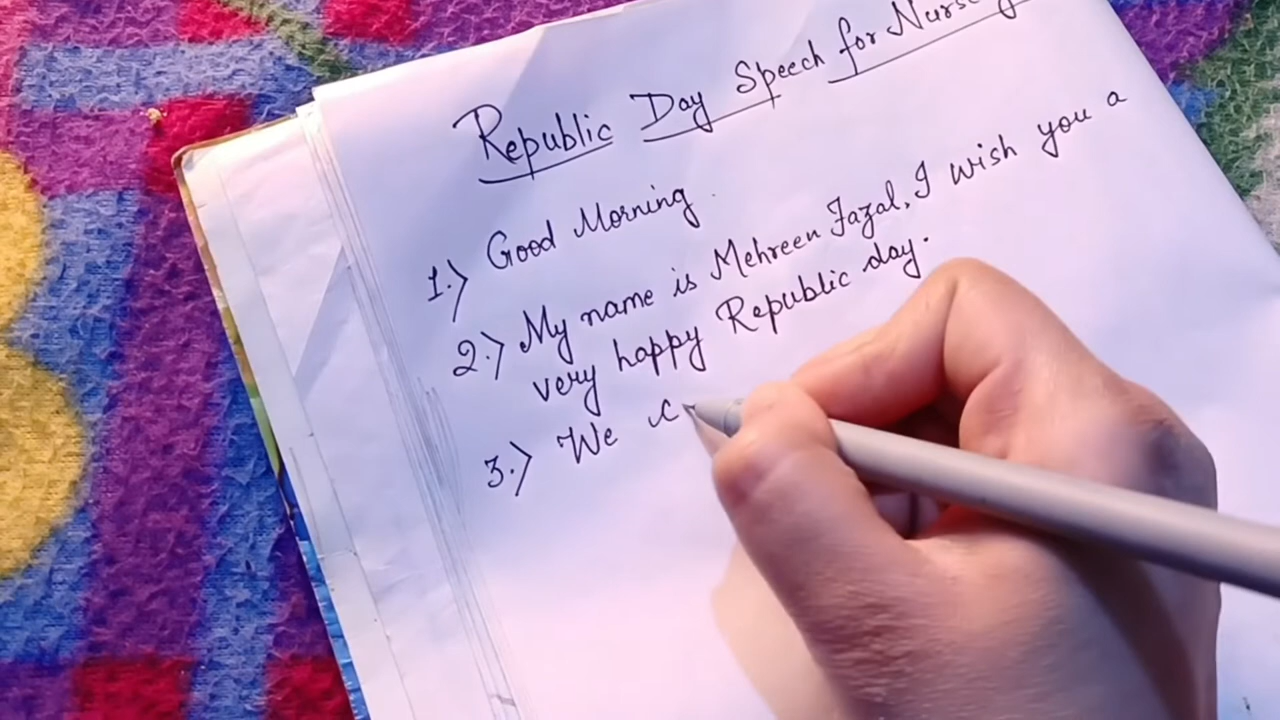 Republic Day Speech for
1.) Good Morning.
2.) My name is Mehreen Fazal, I wish you a
very happy Republic day.
3.) We c